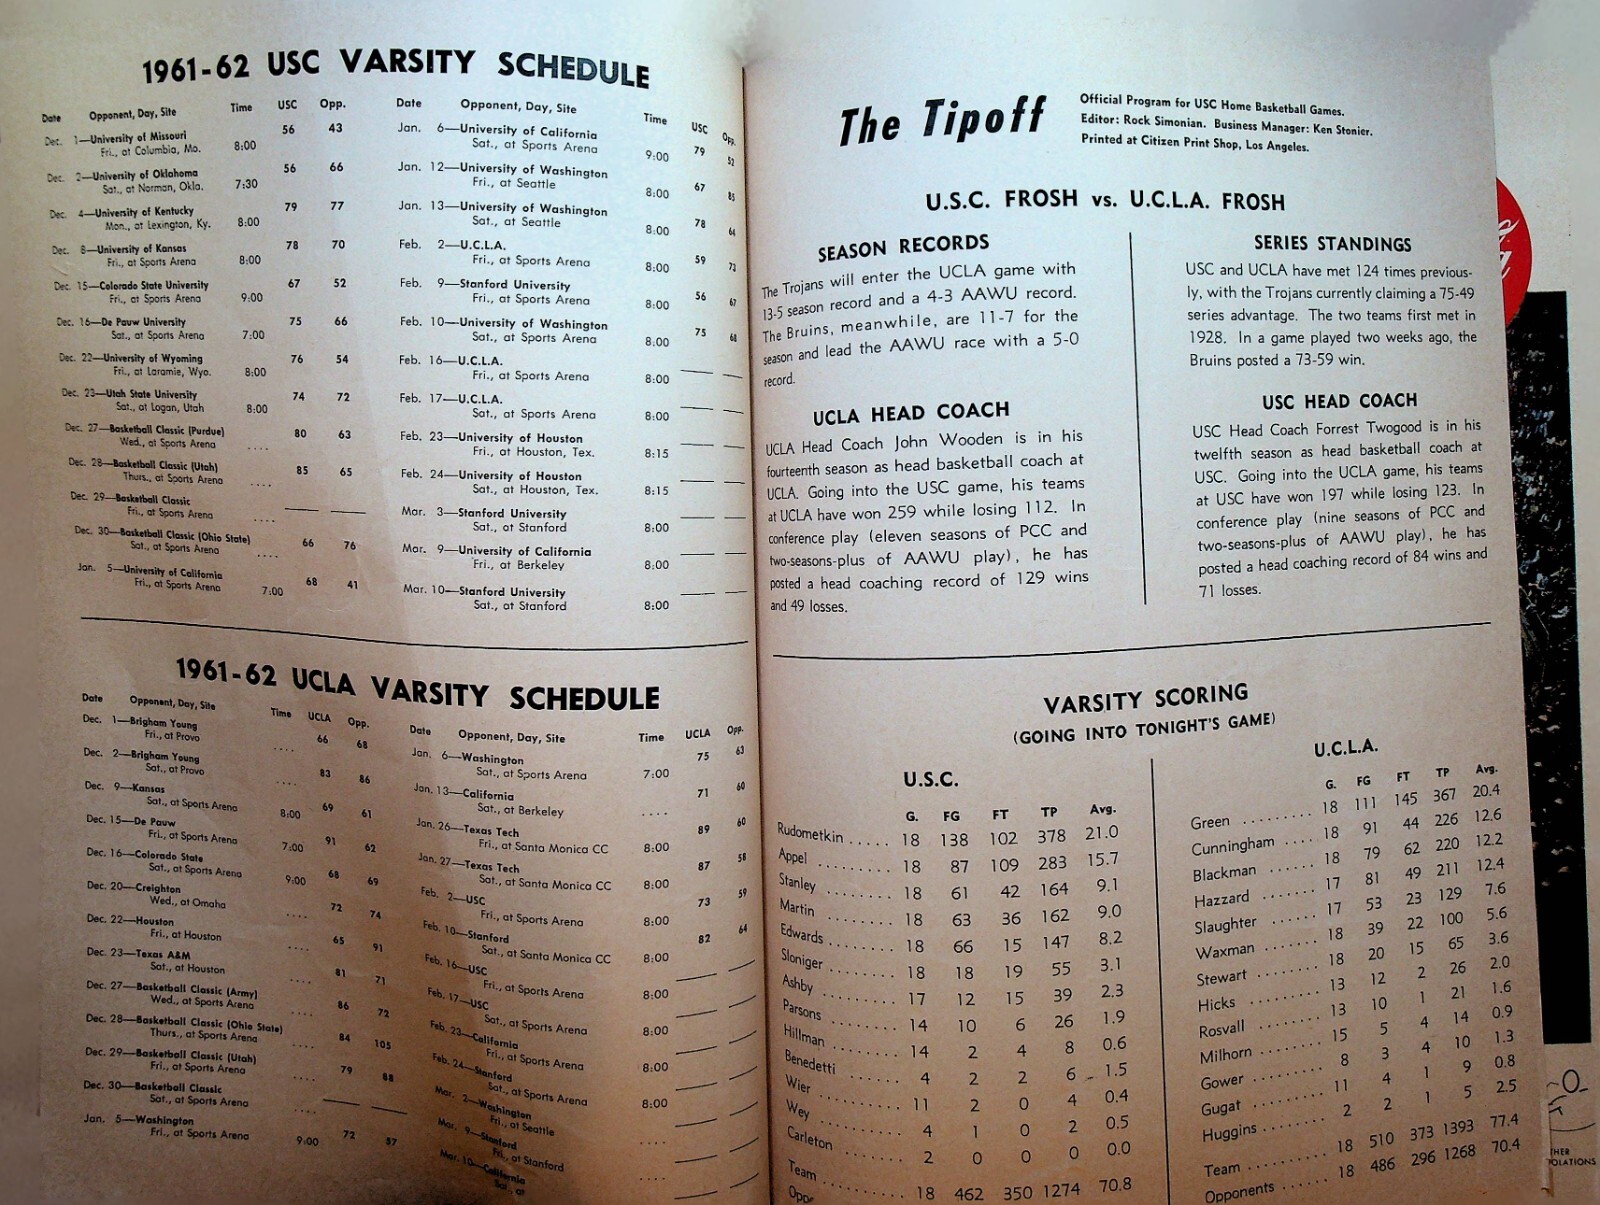 1961-62 USC VARSITY SCHEDULE
Date Opponent, Day, Site Time USC Opp.
Dec. 1—University of Missouri 56 43
Fri., at Columbia, Mo. 8:00
Dec. 2—University of Oklahoma 56 66
Sat., at Norman, Okla. 7:30
Dec. 4—University of Kentucky 79 77
Mon., at Lexington, Ky. 8:00
Dec. 8—University of Kansas 78 70
Fri., at Sports Arena 8:00
Dec. 15—Colorado State University 67 52
Fri., at Sports Arena 9:00
Dec. 16—De Pauw University 75 66
Sat., at Sports Arena 7:00
Dec. 22—University of Wyoming 76 54
Fri., at Laramie, Wyo. 8:00
Dec. 23—Utah State University 74 72
Sat., at Logan, Utah 8:00
Dec. 27—Basketball Classic (Purdue) 80 63
Wed., at Sports Arena ....
Dec. 28—Basketball Classic (Utah) 85 65
Thurs., at Sports Arena ....
Dec. 29—Basketball Classic
Fri., at Sports Arena .... —— ——
Dec. 30—Basketball Classic (Ohio State) 66 76
Sat., at Sports Arena ....
Jan. 5—University of California 68 41
Fri., at Sports Arena 7:00
Date Opponent, Day, Site Time USC Opp.
Jan. 6—University of California 79 52
Sat., at Sports Arena 9:00
Jan. 12—University of Washington 67 85
Fri., at Seattle 8:00
Jan. 13—University of Washington 78 64
Sat., at Seattle 8:00
Feb. 2—U.C.L.A. 59 73
Fri., at Sports Arena 8:00
Feb. 9—Stanford University 56 67
Fri., at Sports Arena 8:00
Feb. 10—University of Washington 75 68
Sat., at Sports Arena 8:00
Feb. 16—U.C.L.A.
Fri., at Sports Arena 8:00 —— ——
Feb. 17—U.C.L.A.
Sat., at Sports Arena 8:00 —— ——
Feb. 23—University of Houston
Fri., at Houston, Tex. 8:15 —— ——
Feb. 24—University of Houston
Sat., at Houston, Tex. 8:15 —— ——
Mar. 3—Stanford University
Sat., at Stanford 8:00 —— ——
Mar. 9—University of California
Fri., at Berkeley 8:00 —— ——
Mar. 10—Stanford University
Sat., at Stanford 8:00 —— ——
1961-62 UCLA VARSITY SCHEDULE
Date Opponent, Day, Site Time UCLA Opp.
Dec. 1—Brigham Young 66 68
Fri., at Provo ....
Dec. 2—Brigham Young 83 86
Sat., at Provo ....
Dec. 9—Kansas 69 61
Sat., at Sports Arena 8:00
Dec. 15—De Pauw 91 62
Fri., at Sports Arena 7:00
Dec. 16—Colorado State 68 69
Sat., at Sports Arena 9:00
Dec. 20—Creighton 72 74
Wed., at Omaha ....
Dec. 22—Houston 65 91
Fri., at Houston ....
Dec. 23—Texas A&M 81 71
Sat., at Houston ....
Dec. 27—Basketball Classic (Army) 86 72
Wed., at Sports Arena ....
Dec. 28—Basketball Classic (Ohio State) 84 105
Thurs., at Sports Arena ....
Dec. 29—Basketball Classic (Utah) 79 88
Fri., at Sports Arena ....
Dec. 30—Basketball Classic
Sat., at Sports Arena .... —— ——
Jan. 5—Washington 72 57
Fri., at Sports Arena 9:00
Date Opponent, Day, Site Time UCLA Opp.
Jan. 6—Washington 75 63
Sat., at Sports Arena 7:00
Jan. 13—California 71 60
Sat., at Berkeley ....
Jan. 26—Texas Tech 89 60
Fri., at Santa Monica CC 8:00
Jan. 27—Texas Tech 87 58
Sat., at Santa Monica CC 8:00
Feb. 2—USC 73 59
Fri., at Sports Arena 8:00
Feb. 10—Stanford 82 64
Sat., at Santa Monica CC 8:00
Feb. 16—USC
Fri., at Sports Arena 8:00 —— ——
Feb. 17—USC
Sat., at Sports Arena 8:00 —— ——
Feb. 23—California
Fri., at Sports Arena 8:00 —— ——
Feb. 24—Stanford
Sat., at Sports Arena 8:00 —— ——
Mar. 2—Washington
Fri., at Seattle .... —— ——
Mar. 9—Stanford
Fri., at Stanford .... —— ——
Mar. 10—California
Sat., at
The Tipoff
Official Program for USC Home Basketball Games.
Editor: Rock Simonian. Business Manager: Ken Stonier.
Printed at Citizen Print Shop, Los Angeles.
U.S.C. FROSH vs. U.C.L.A. FROSH
SEASON RECORDS
The Trojans will enter the UCLA game with
13-5 season record and a 4-3 AAWU record.
The Bruins, meanwhile, are 11-7 for the
season and lead the AAWU race with a 5-0
record.
UCLA HEAD COACH
UCLA Head Coach John Wooden is in his
fourteenth season as head basketball coach at
UCLA. Going into the USC game, his teams
at UCLA have won 259 while losing 112. In
conference play (eleven seasons of PCC and
two-seasons-plus of AAWU play), he has
posted a head coaching record of 129 wins
and 49 losses.
SERIES STANDINGS
USC and UCLA have met 124 times previous-
ly, with the Trojans currently claiming a 75-49
series advantage. The two teams first met in
1928. In a game played two weeks ago, the
Bruins posted a 73-59 win.
USC HEAD COACH
USC Head Coach Forrest Twogood is in his
twelfth season as head basketball coach at
USC. Going into the UCLA game, his teams
at USC have won 197 while losing 123. In
conference play (nine seasons of PCC and
two-seasons-plus of AAWU play), he has
posted a head coaching record of 84 wins and
71 losses.
VARSITY SCORING
(GOING INTO TONIGHT'S GAME)
U.S.C.
G. FG FT TP Avg.
Rudometkin ..... 18 138 102 378 21.0
Appel ........ 18 87 109 283 15.7
Stanley ........ 18 61 42 164 9.1
Martin ........ 18 63 36 162 9.0
Edwards ....... 18 66 15 147 8.2
Sloniger ....... 18 18 19 55 3.1
Ashby ......... 17 12 15 39 2.3
Parsons ........ 14 10 6 26 1.9
Hillman ........ 14 2 4 8 0.6
Benedetti ...... 4 2 2 6 1.5
Wier .......... 11 2 0 4 0.4
Wey .......... 4 1 0 2 0.5
Carleton ....... 2 0 0 0 0.0
Team ......... 18 462 350 1274 70.8
Oppo
U.C.L.A.
G. FG FT TP Avg.
Green ......... 18 111 145 367 20.4
Cunningham .... 18 91 44 226 12.6
Blackman ...... 18 79 62 220 12.2
Hazzard ....... 17 81 49 211 12.4
Slaughter ...... 17 53 23 129 7.6
Waxman ....... 18 39 22 100 5.6
Stewart ........ 18 20 15 65 3.6
Hicks ......... 13 12 2 26 2.0
Rosvall ........ 13 10 1 21 1.6
Milhorn ........ 15 5 4 14 0.9
Gower ........ 8 3 4 10 1.3
Gugat ........ 11 4 1 9 0.8
Huggins ....... 2 2 1 5 2.5
Team ......... 18 510 373 1393 77.4
Opponents ..... 18 486 296 1268 70.4
HER
OLATIONS